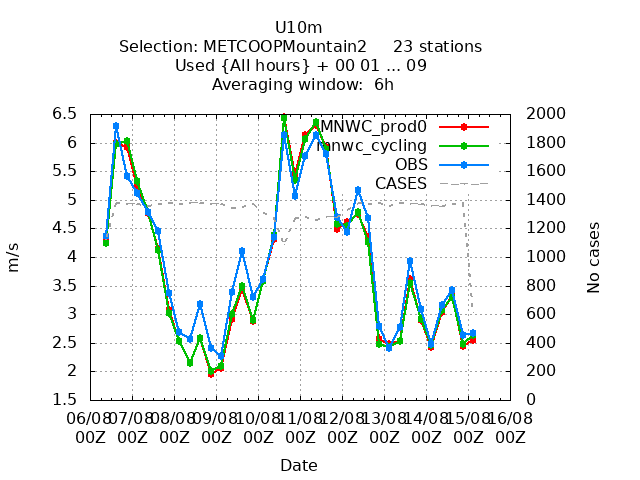 U10m
Selection: METCOOPMountain2 23 stations
Used {All hours} + 00 01 ... 09
Averaging window: 6h
MNWC_prod0
mnwc_cycling
OBS
CASES
6.5
6
5.5
5
4.5
4
3.5
3
2.5
2
1.5
m/s
2000
1800
1600
1400
1200
1000
800
600
400
200
0
No cases
06/08 07/08 08/08 09/08 10/08 11/08 12/08 13/08 14/08 15/08 16/08
00Z 00Z 00Z 00Z 00Z 00Z 00Z 00Z 00Z 00Z 00Z
Date